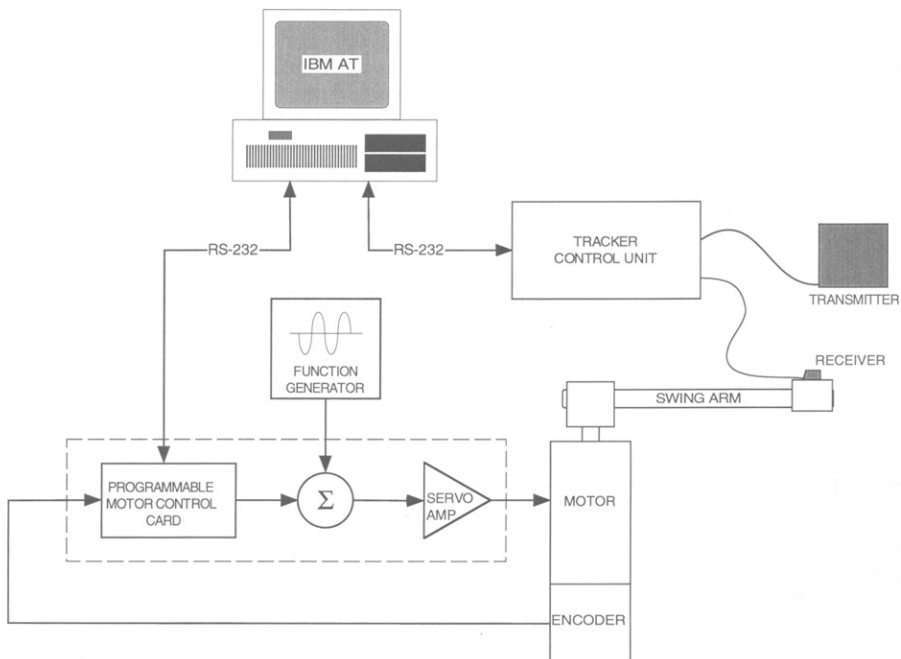 IBM AT
RS-232
RS-232
TRACKER
CONTROL UNIT
TRANSMITTER
FUNCTION
GENERATOR
RECEIVER
SWING ARM
PROGRAMMABLE
MOTOR CONTROL
CARD
Σ
SERVO
AMP
MOTOR
ENCODER